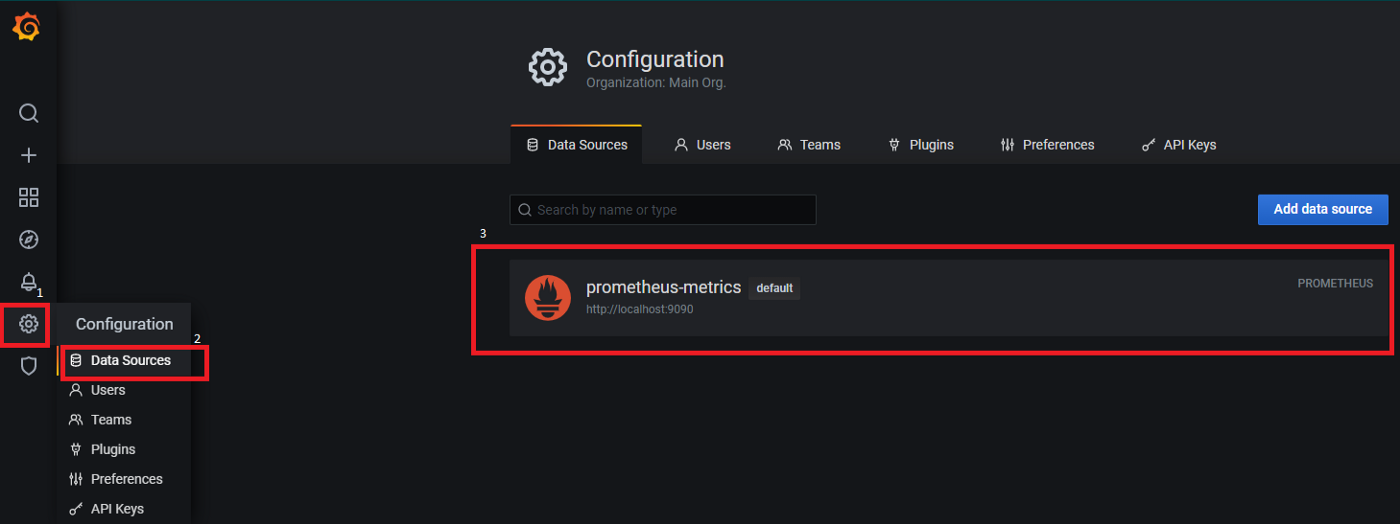 Configuration
Organization: Main Org.
Data Sources
Users
Teams
Plugins
Preferences
API Keys
Search by name or type
Add data source
3
prometheus-metrics
default
PROMETHEUS
http://localhost:9090
1
Configuration
2
Data Sources
Users
Teams
Plugins
Preferences
API Keys